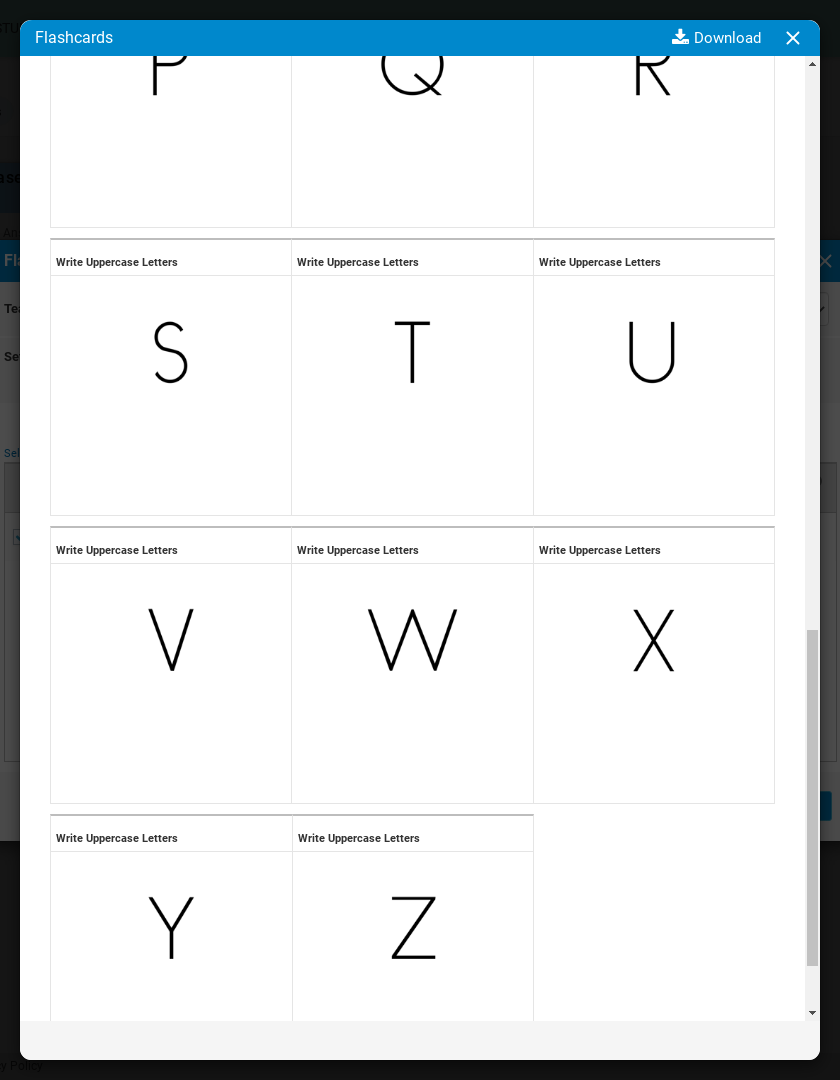 Flashcards Download
P Q R
Write Uppercase Letters Write Uppercase Letters Write Uppercase Letters
S T U
Write Uppercase Letters Write Uppercase Letters Write Uppercase Letters
V W X
Write Uppercase Letters Write Uppercase Letters
Y Z